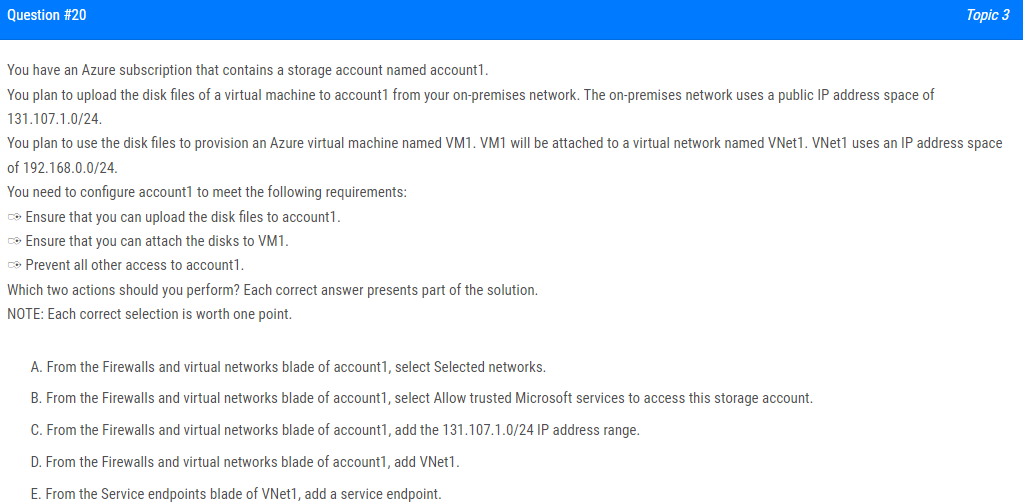 Question #20
Topic 3
You have an Azure subscription that contains a storage account named account1.
You plan to upload the disk files of a virtual machine to account1 from your on-premises network. The on-premises network uses a public IP address space of
131.107.1.0/24.
You plan to use the disk files to provision an Azure virtual machine named VM1. VM1 will be attached to a virtual network named VNet1. VNet1 uses an IP address space
of 192.168.0.0/24.
You need to configure account1 to meet the following requirements:
Ensure that you can upload the disk files to account1.
Ensure that you can attach the disks to VM1.
Prevent all other access to account1.
Which two actions should you perform? Each correct answer presents part of the solution.
NOTE: Each correct selection is worth one point.
A. From the Firewalls and virtual networks blade of account1, select Selected networks.
B. From the Firewalls and virtual networks blade of account1, select Allow trusted Microsoft services to access this storage account.
C. From the Firewalls and virtual networks blade of account1, add the 131.107.1.0/24 IP address range.
D. From the Firewalls and virtual networks blade of account1, add VNet1.
E. From the Service endpoints blade of VNet1, add a service endpoint.